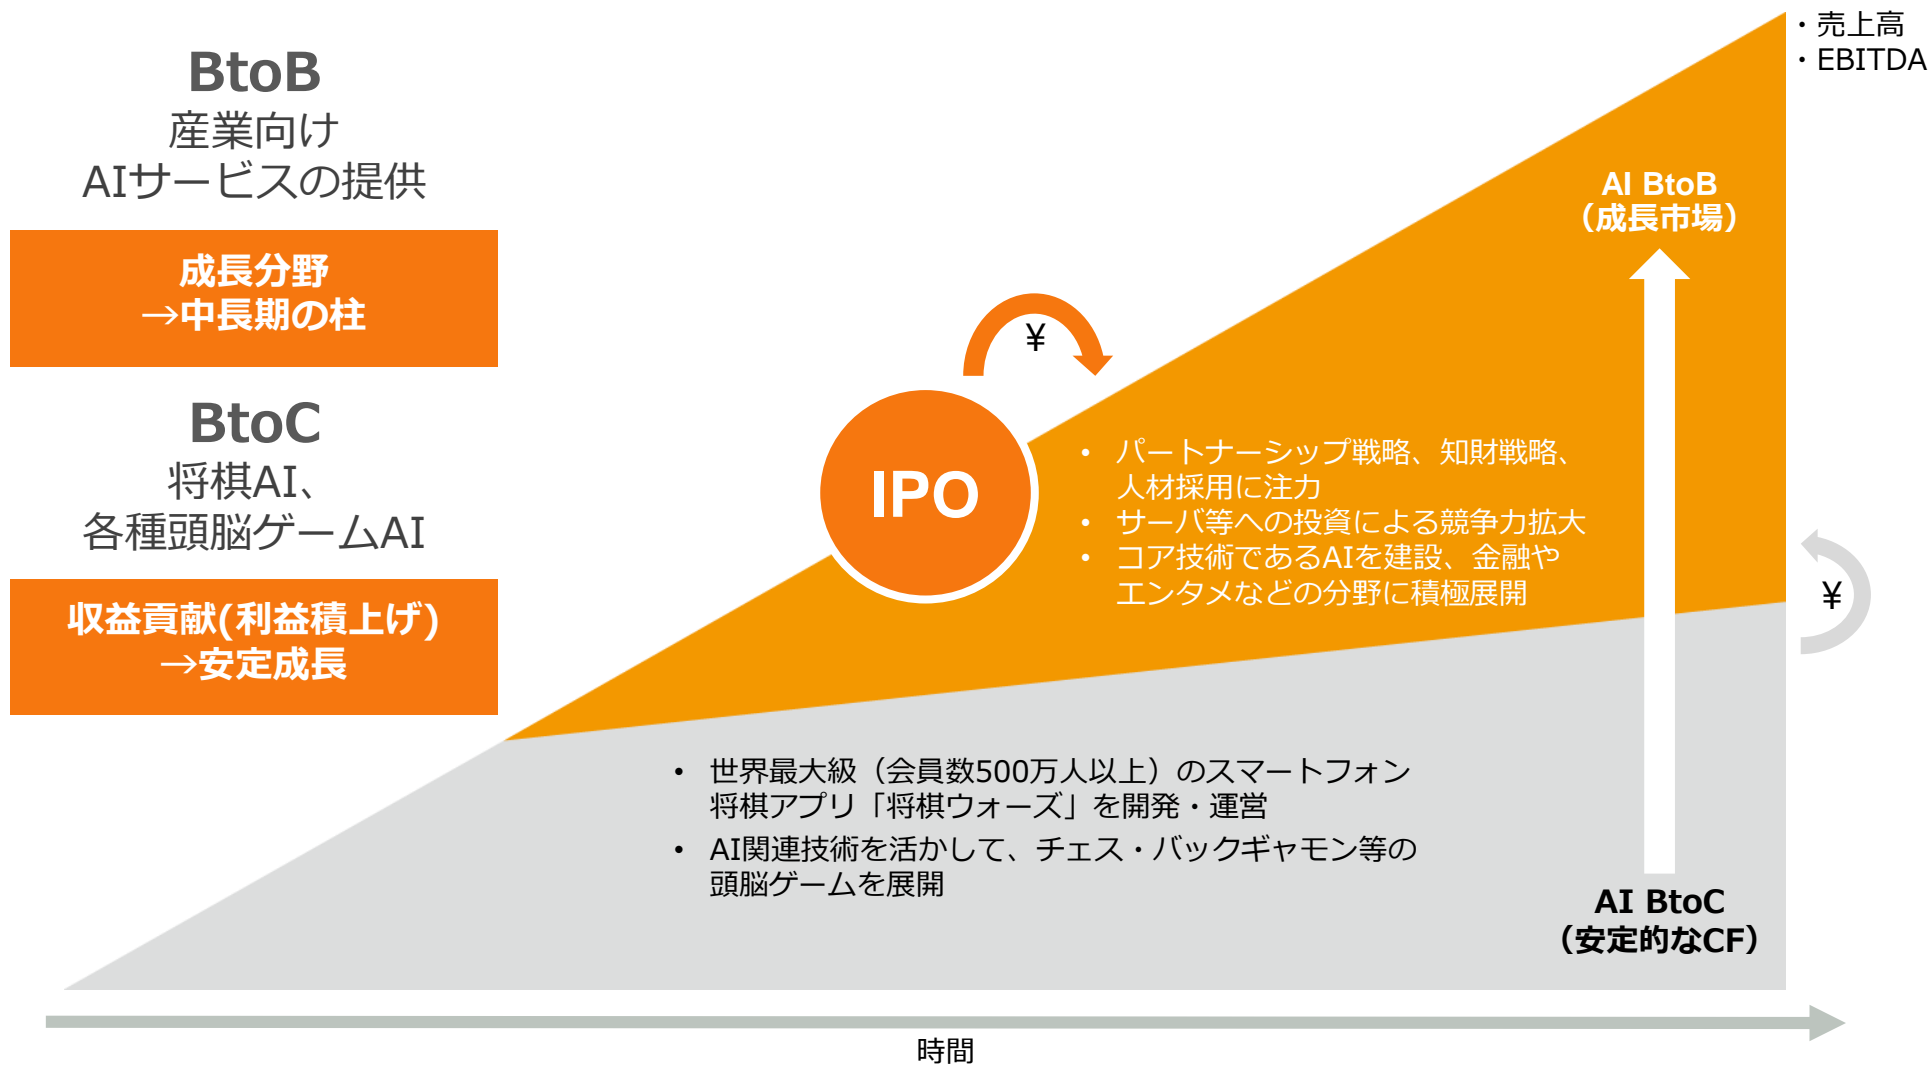 BtoB
産業向け
AIサービスの提供
成長分野
→中長期の柱
BtoC
将棋AI、
各種頭脳ゲームAI
収益貢献(利益積上げ)
→安定成長
・売上高
・EBITDA
AI BtoB
（成長市場）
¥
IPO
• パートナーシップ戦略、知財戦略、
人材採用に注力
• サーバ等への投資による競争力拡大
• コア技術であるAIを建設、金融や
エンタメなどの分野に積極展開
¥
• 世界最大級（会員数500万人以上）のスマートフォン
将棋アプリ「将棋ウォーズ」を開発・運営
• AI関連技術を活かして、チェス・バックギャモン等の
頭脳ゲームを展開
AI BtoC
（安定的なCF）
時間